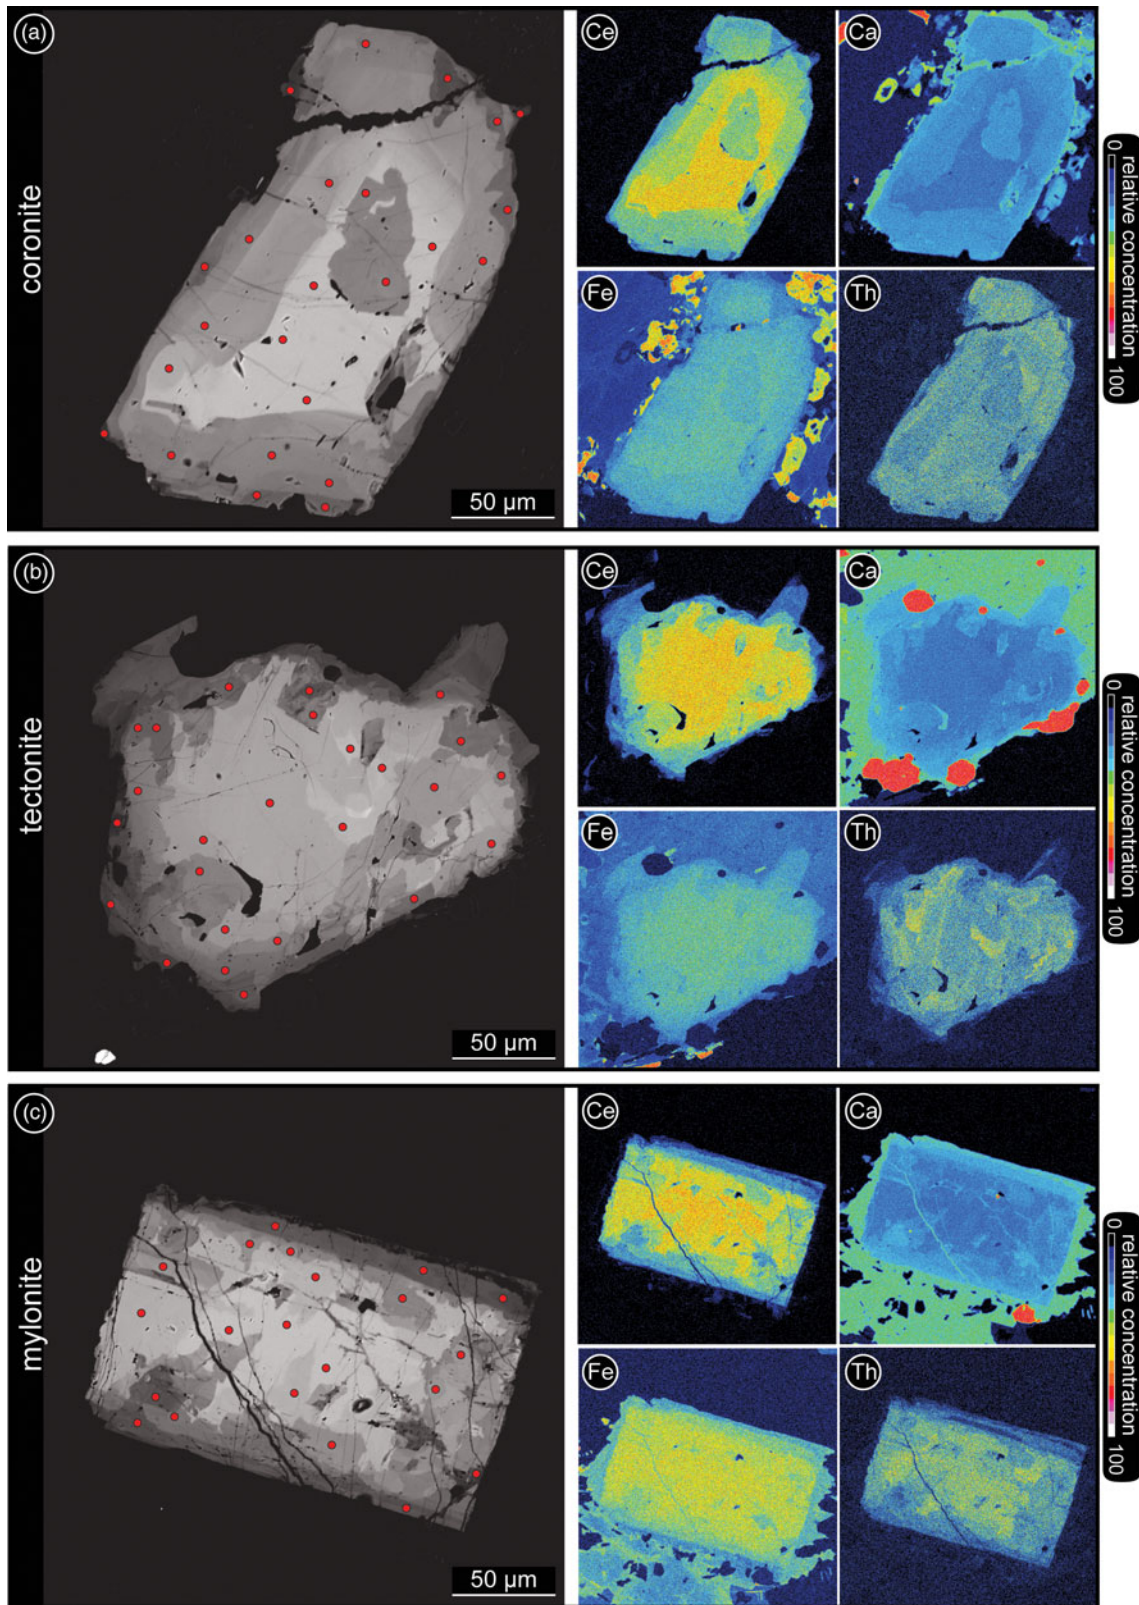 (a)
coronite
50 µm
Ce
Ca
Fe
Th
0 relative concentration 100
(b)
tectonite
50 µm
Ce
Ca
Fe
Th
0 relative concentration 100
(c)
mylonite
50 µm
Ce
Ca
Fe
Th
0 relative concentration 100